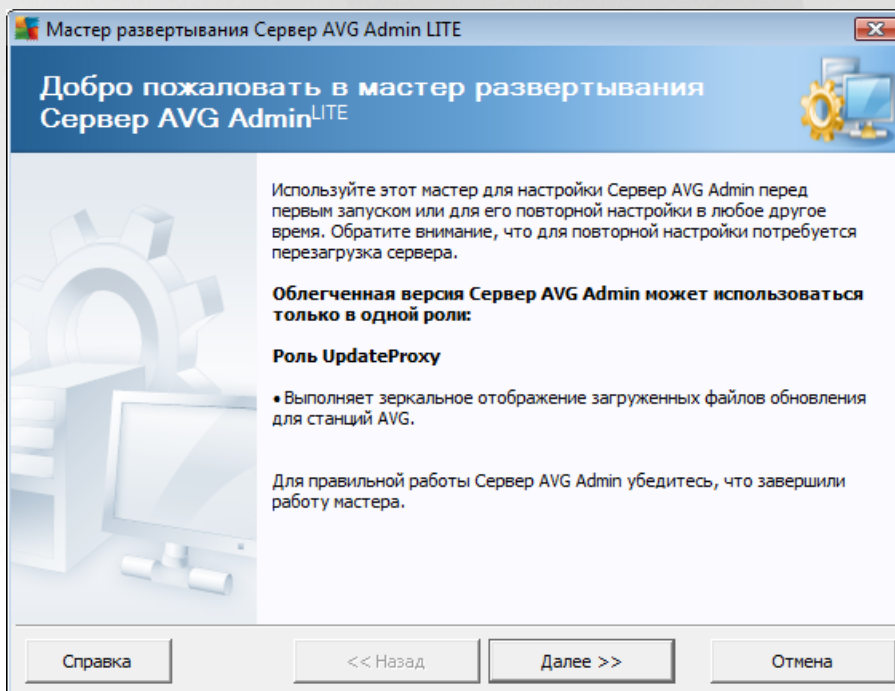 Мастер развертывания Сервер AVG Admin LITE
Добро пожаловать в мастер развертывания
Сервер AVG Admin LITE
Используйте этот мастер для настройки Сервер AVG Admin перед
первым запуском или для его повторной настройки в любое другое
время. Обратите внимание, что для повторной настройки потребуется
перезагрузка сервера.
Облегченная версия Сервер AVG Admin может использоваться
только в одной роли:
Роль UpdateProxy
• Выполняет зеркальное отображение загруженных файлов обновления
для станций AVG.
Для правильной работы Сервер AVG Admin убедитесь, что завершили
работу мастера.
Справка
<< Назад
Далее >>
Отмена